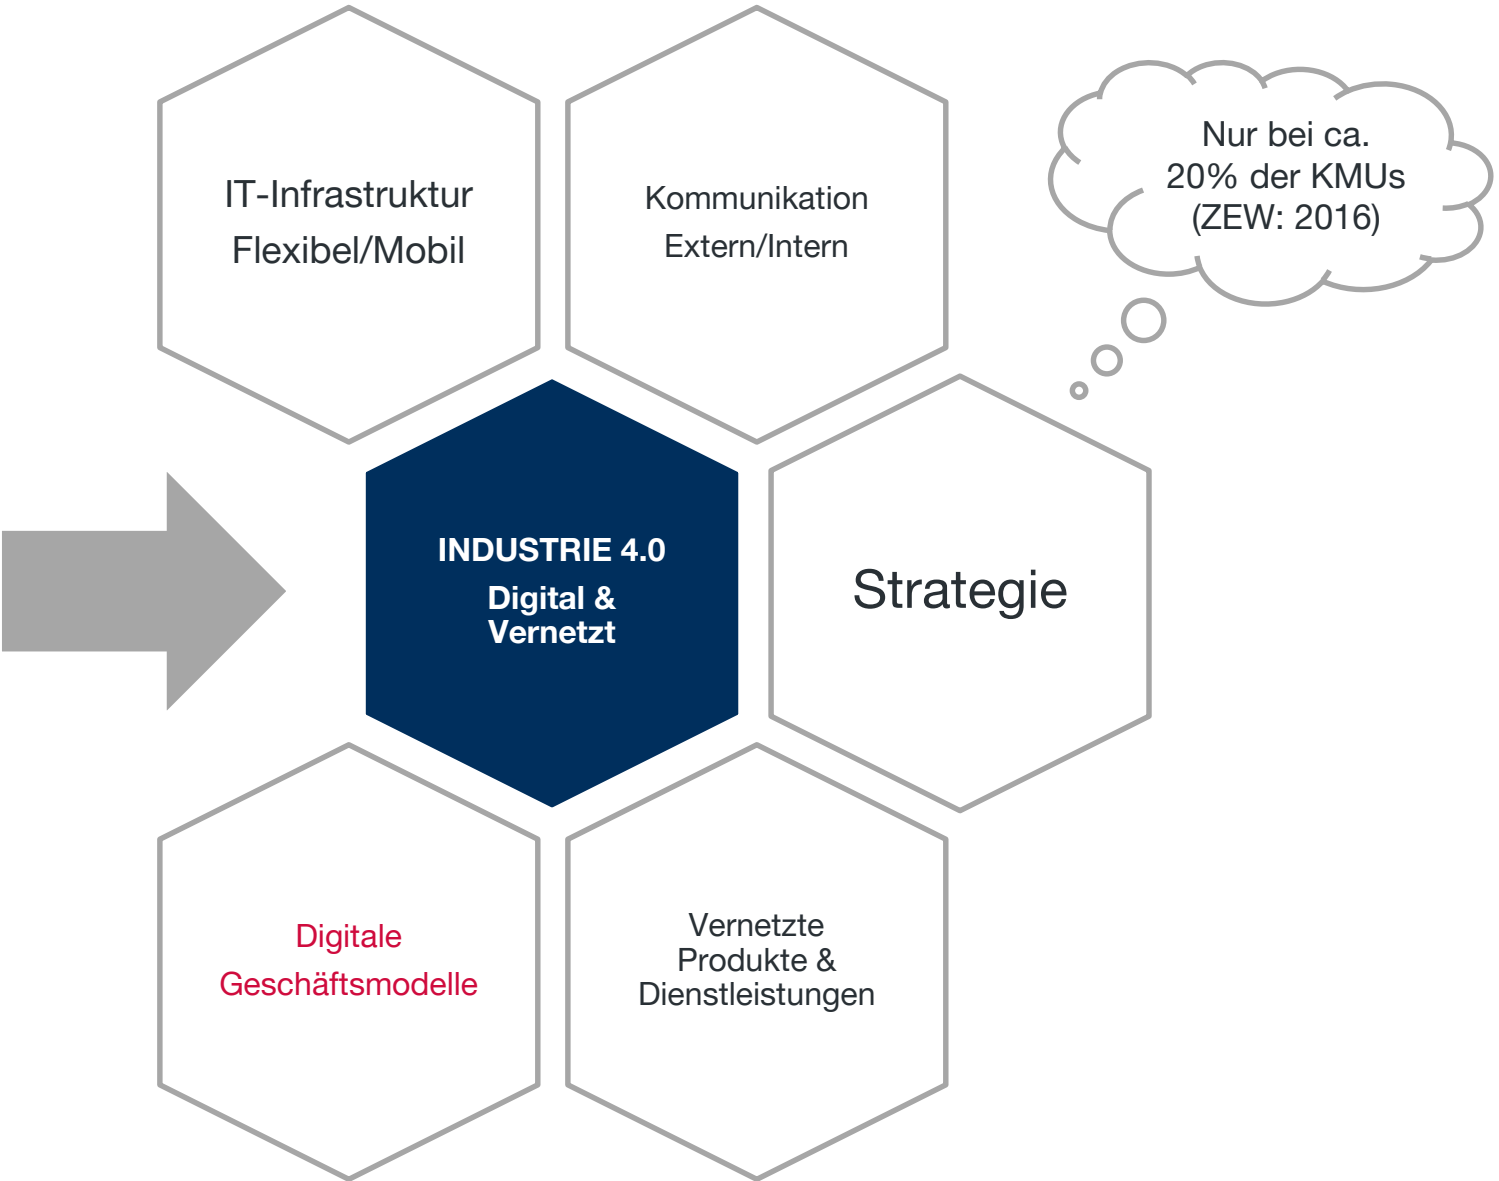 IT-Infrastruktur
Flexibel/Mobil
Kommunikation
Extern/Intern
Nur bei ca.
20% der KMUs
(ZEW: 2016)
INDUSTRIE 4.0
Digital &
Vernetzt
Strategie
Digitale
Geschäftsmodelle
Vernetzte
Produkte &
Dienstleistungen